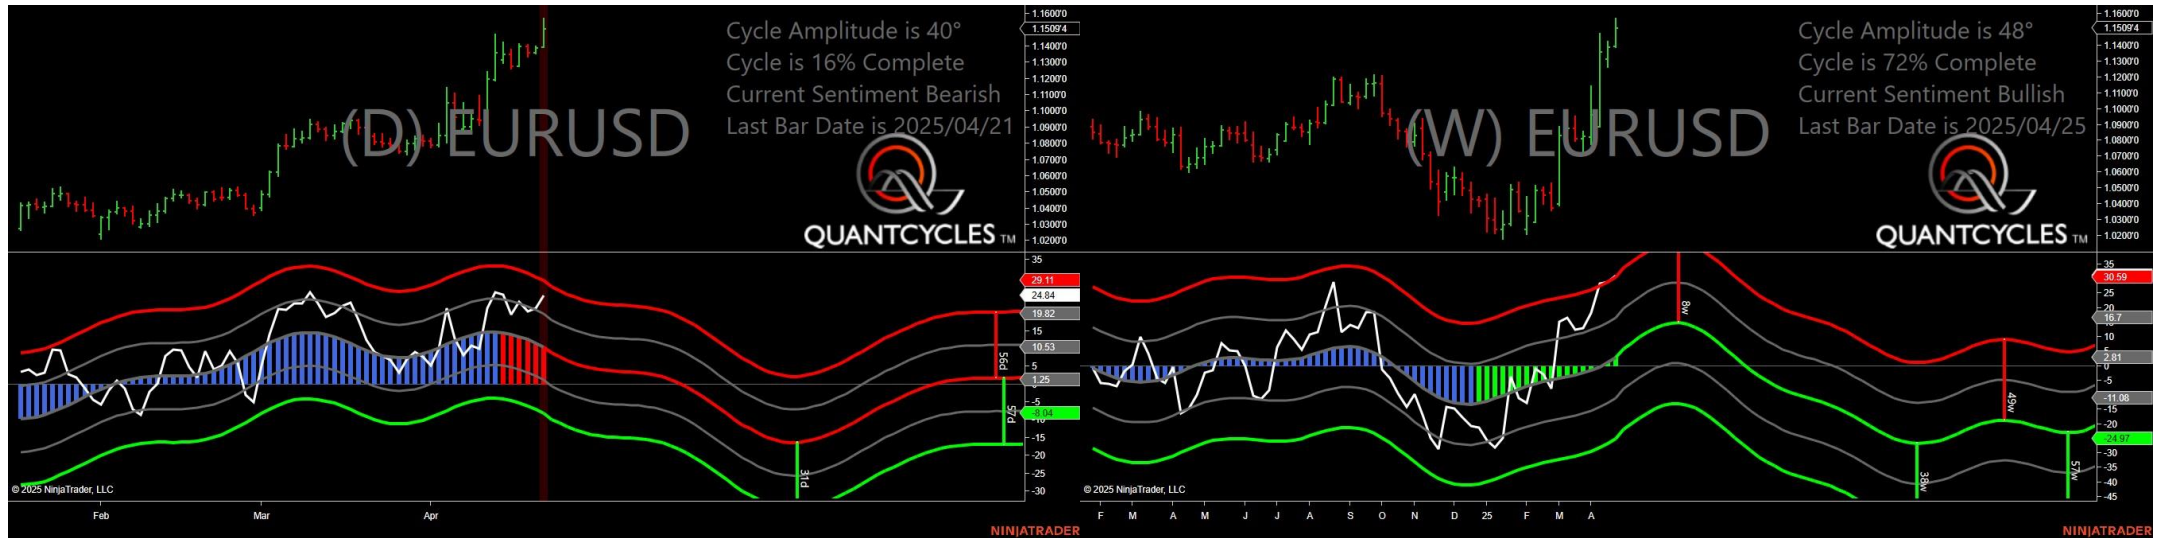 Cycle Amplitude is 40°
Cycle is 16% Complete
Current Sentiment Bearish
Last Bar Date is 2025/04/21
(D) EURUSD
QUANTCYCLES TM
1.1600'0
1.1509'4
1.1400'0
1.1300'0
1.1200'0
1.1000'0
1.0900'0
1.0800'0
1.0700'0
1.0600'0
1.0500'0
1.0400'0
1.0300'0
1.0200'0
35
29.11
24.84
19.82
15
10.53
5
1.25
-5
-8.04
-15
-20
-25
-30
56d
57d
31d
© 2025 NinjaTrader, LLC
Feb Mar Apr
NINJATRADER
Cycle Amplitude is 48°
Cycle is 72% Complete
Current Sentiment Bullish
Last Bar Date is 2025/04/25
(W) EURUSD
QUANTCYCLES TM
1.1600'0
1.1509'4
1.1400'0
1.1300'0
1.1200'0
1.1000'0
1.0900'0
1.0800'0
1.0700'0
1.0600'0
1.0500'0
1.0400'0
1.0300'0
1.0200'0
35
30.59
25
20
16.7
10
5
2.81
0
-5
-11.08
-15
-20
-24.97
-30
-35
-40
-45
8w
49w
38w
57w
© 2025 NinjaTrader, LLC
F M A M J J A S O N D 25 F M A
NINJATRADER